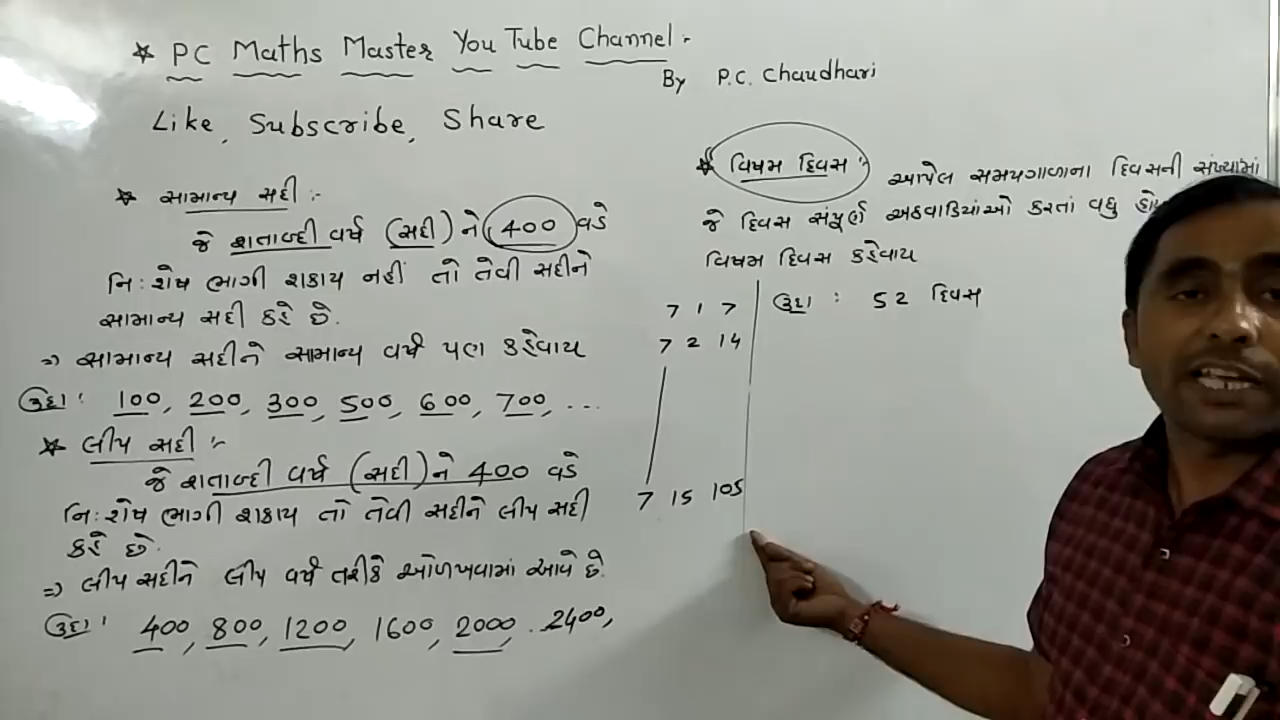 * PC Maths Master You Tube Channel :-
By P.C. Chaudhari
Like, Subscribe, Share
* સામાન્ય સદી :-
જે શતાબ્દી વર્ષ (સદી) ને 400 વડે
નિ:શેષ ભાગી શકાય નહીં તો તેવી સદીને
સામાન્ય સદી કહે છે.
=> સામાન્ય સદીને સામાન્ય વર્ષ પણ કહેવાય
ઉદા : 100, 200, 300, 500, 600, 700, ...
* લીપ સદી :-
જે શતાબ્દી વર્ષ (સદી) ને 400 વડે
નિ:શેષ ભાગી શકાય તો તેવી સદીને લીપ સદી
કહે છે.
=> લીપ સદીને લીપ વર્ષ તરીકે ઓળખવામાં આવે છે.
ઉદા : 400, 800, 1200, 1600, 2000, 2400,
* વિષમ દિવસ :- આપેલ સમયગાળાના દિવસની સંખ્યામાં
જે દિવસ સંપૂર્ણ અઠવાડિયાંઓ કરતાં વધુ
વિષમ દિવસ કહેવાય
7 1 7
7 2 14
7 15 105
ઉદા : 52 દિવસ